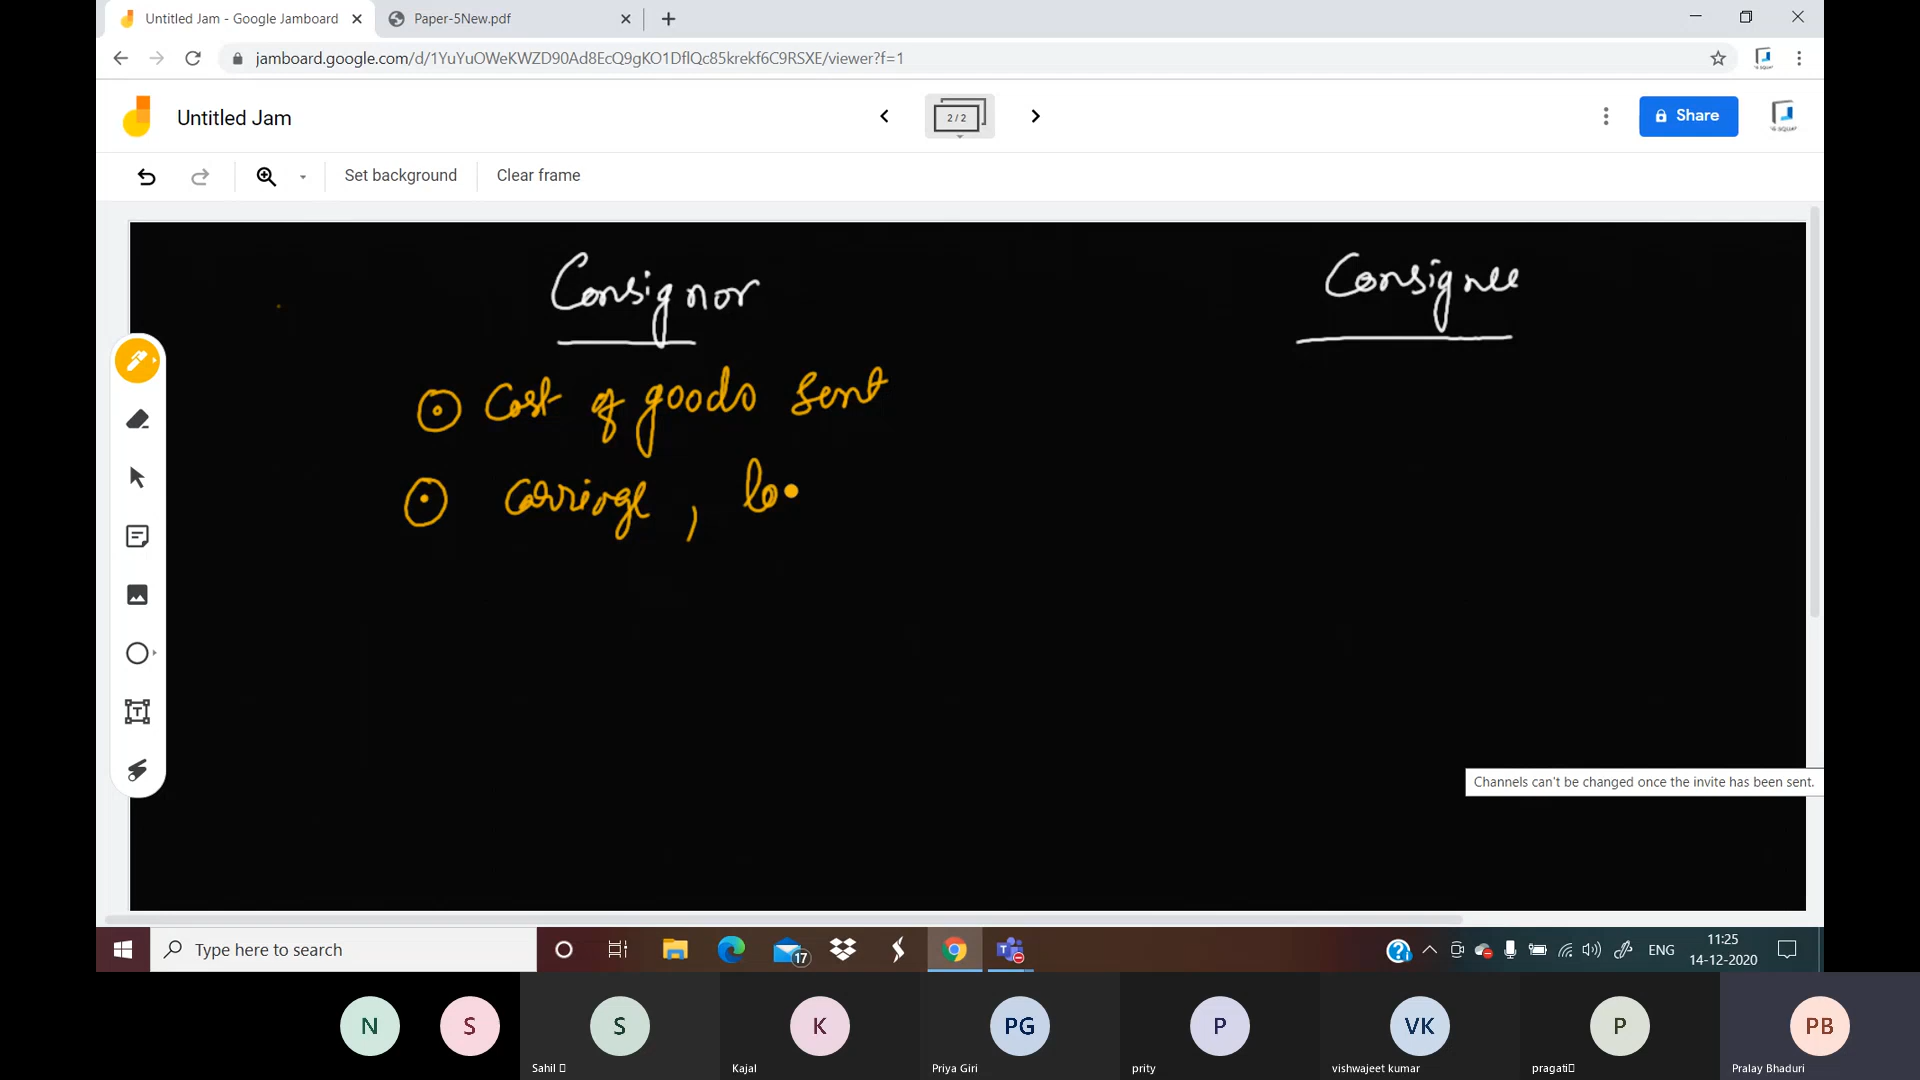 Untitled Jam - Google Jamboard
Paper-5New.pdf
jamboard.google.com/d/1YuYuOWeKWZD90Ad8EcQ9gKO1DflQc85krekf6C9RSXE/viewer?f=1
Untitled Jam
2 / 2
Share
Set background
Clear frame
Consignor
Consignee
Cost of goods sent
carriage, lo
Channels can't be changed once the invite has been sent.
Type here to search
17
ENG
11:25
14-12-2020
N
S
S
K
PG
P
VK
P
PB
Sahil
Kajal
Priya Giri
prity
vishwajeet kumar
pragati
Pralay Bhaduri